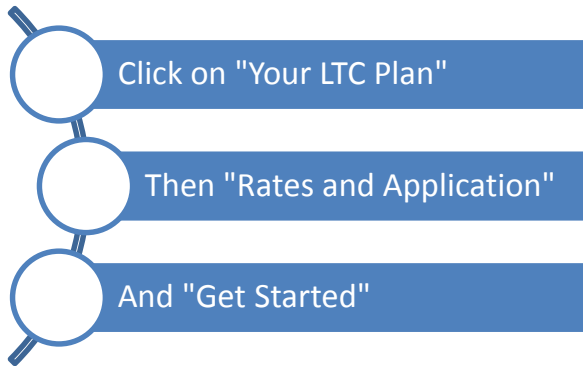 Click on "Your LTC Plan"
Then "Rates and Application"
And "Get Started"